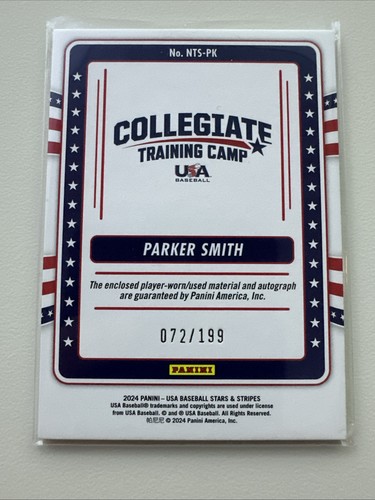 No. NTS-PK
COLLEGIATE
TRAINING CAMP
USA
BASEBALL
PARKER SMITH
The enclosed player-worn/used material and autograph
are guaranteed by Panini America, Inc.
072/199
PANINI
2024 PANINI – USA BASEBALL STARS & STRIPES
USA Baseball® trademarks and copyrights are used under license
from USA Baseball. © and ® USA Baseball. All Rights Reserved.
帕尼尼 © 2024 Panini America, Inc.